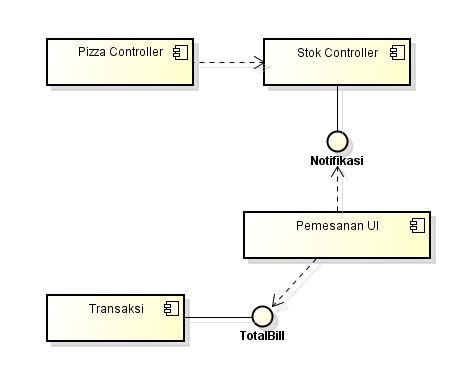 Pizza Controller
Stok Controller
Notifikasi
Pemesanan UI
Transaksi
TotalBill